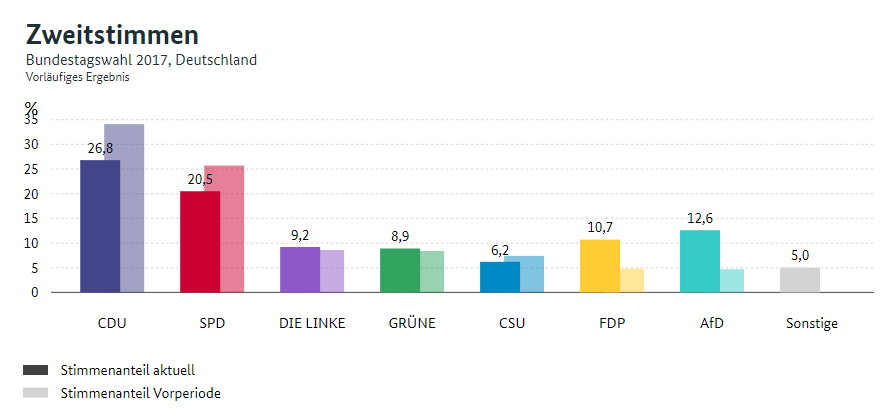 Zweitstimmen
Bundestagswahl 2017, Deutschland
Vorläufiges Ergebnis
%
35
30
25
20
15
10
5
0
26,8
20,5
9,2
8,9
6,2
10,7
12,6
5,0
CDU SPD DIE LINKE GRÜNE CSU FDP AfD Sonstige
Stimmenanteil aktuell
Stimmenanteil Vorperiode